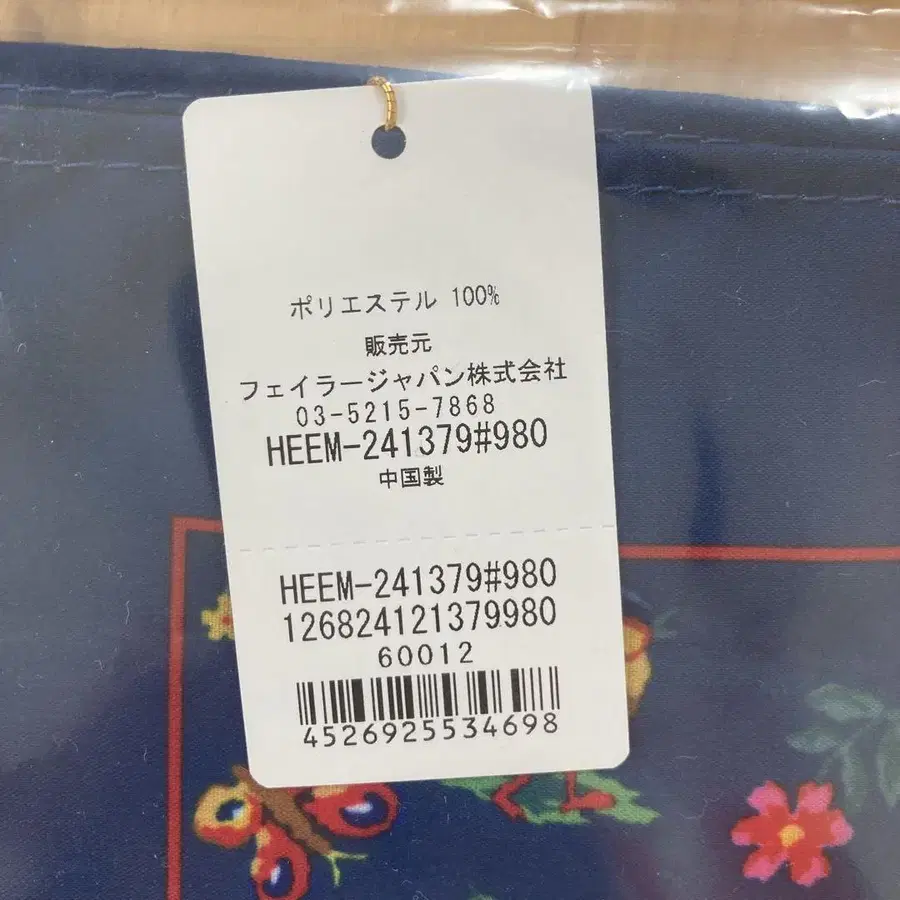 ポリエステル 100%
販売元
フェイラージャパン株式会社
03-5215-7868
HEEM-241379#980
中国製
HEEM-241379#980
126824121379980
60012
4526925534698